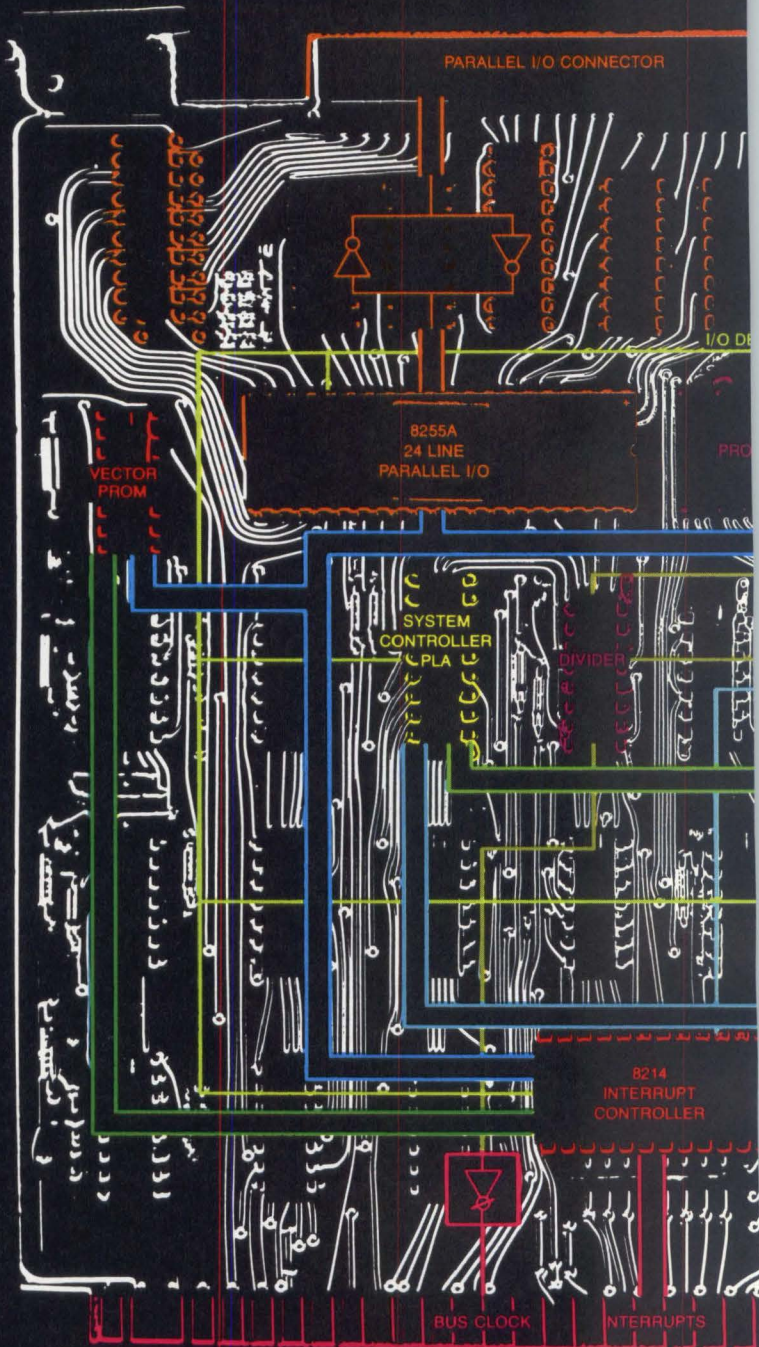 PARALLEL I/O CONNECTOR
I/O DE
8255A
24 LINE
PARALLEL I/O
PRO
VECTOR
PROM
SYSTEM
CONTROLLER
PLA
DIVIDER
8214
INTERRUPT
CONTROLLER
BUS CLOCK
NTERRUPTS